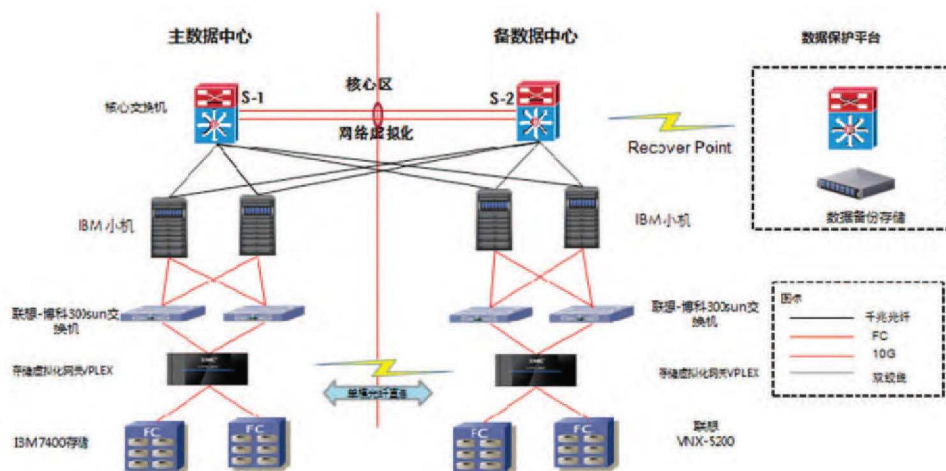 主数据中心
备数据中心
数据保护平台
核心区
S-1
S-2
核心交换机
网络虚拟化
Recover Point
IBM 小机
IBM 小机
数据备份存储
联想-博科300sun交
换机
联想-博科300sun交
换机
图标
千兆光纤
FC
10G
双绞线
存储虚拟化网关VPLEX
存储虚拟化网关VPLEX
单模光纤直连
IBM7400存储
FC
FC
FC
FC
联想
VNX-5200